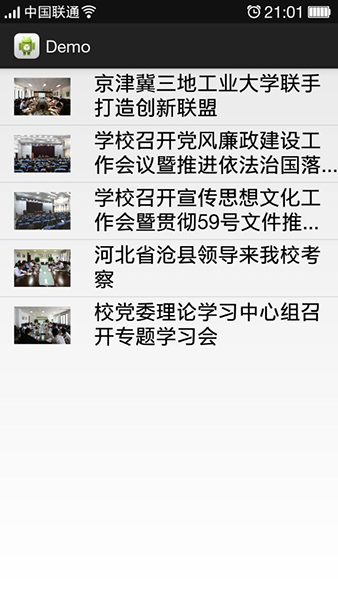 中国联通
21:01
Demo
京津冀三地工业大学联手
打造创新联盟
学校召开党风廉政建设工
作会议暨推进依法治国落...
学校召开宣传思想文化工
作会暨贯彻59号文件推...
河北省沧县领导来我校考
察
校党委理论学习中心组召
开专题学习会